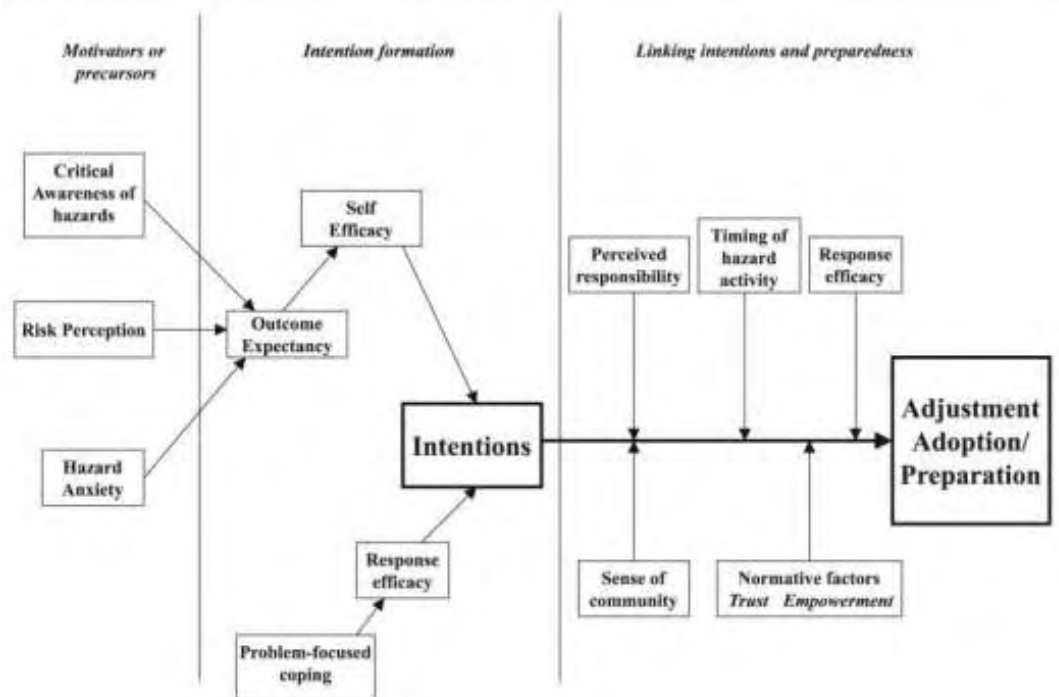 Motivators or
precursors
Intention formation
Linking intentions and preparedness
Critical
Awareness of
hazards
Self
Efficacy
Perceived
responsibility
Timing of
hazard
activity
Response
efficacy
Risk Perception
Outcome
Expectancy
Intentions
Adjustment
Adoption/
Preparation
Hazard
Anxiety
Response
efficacy
Sense of
community
Normative factors
Trust Empowerment
Problem-focused
coping